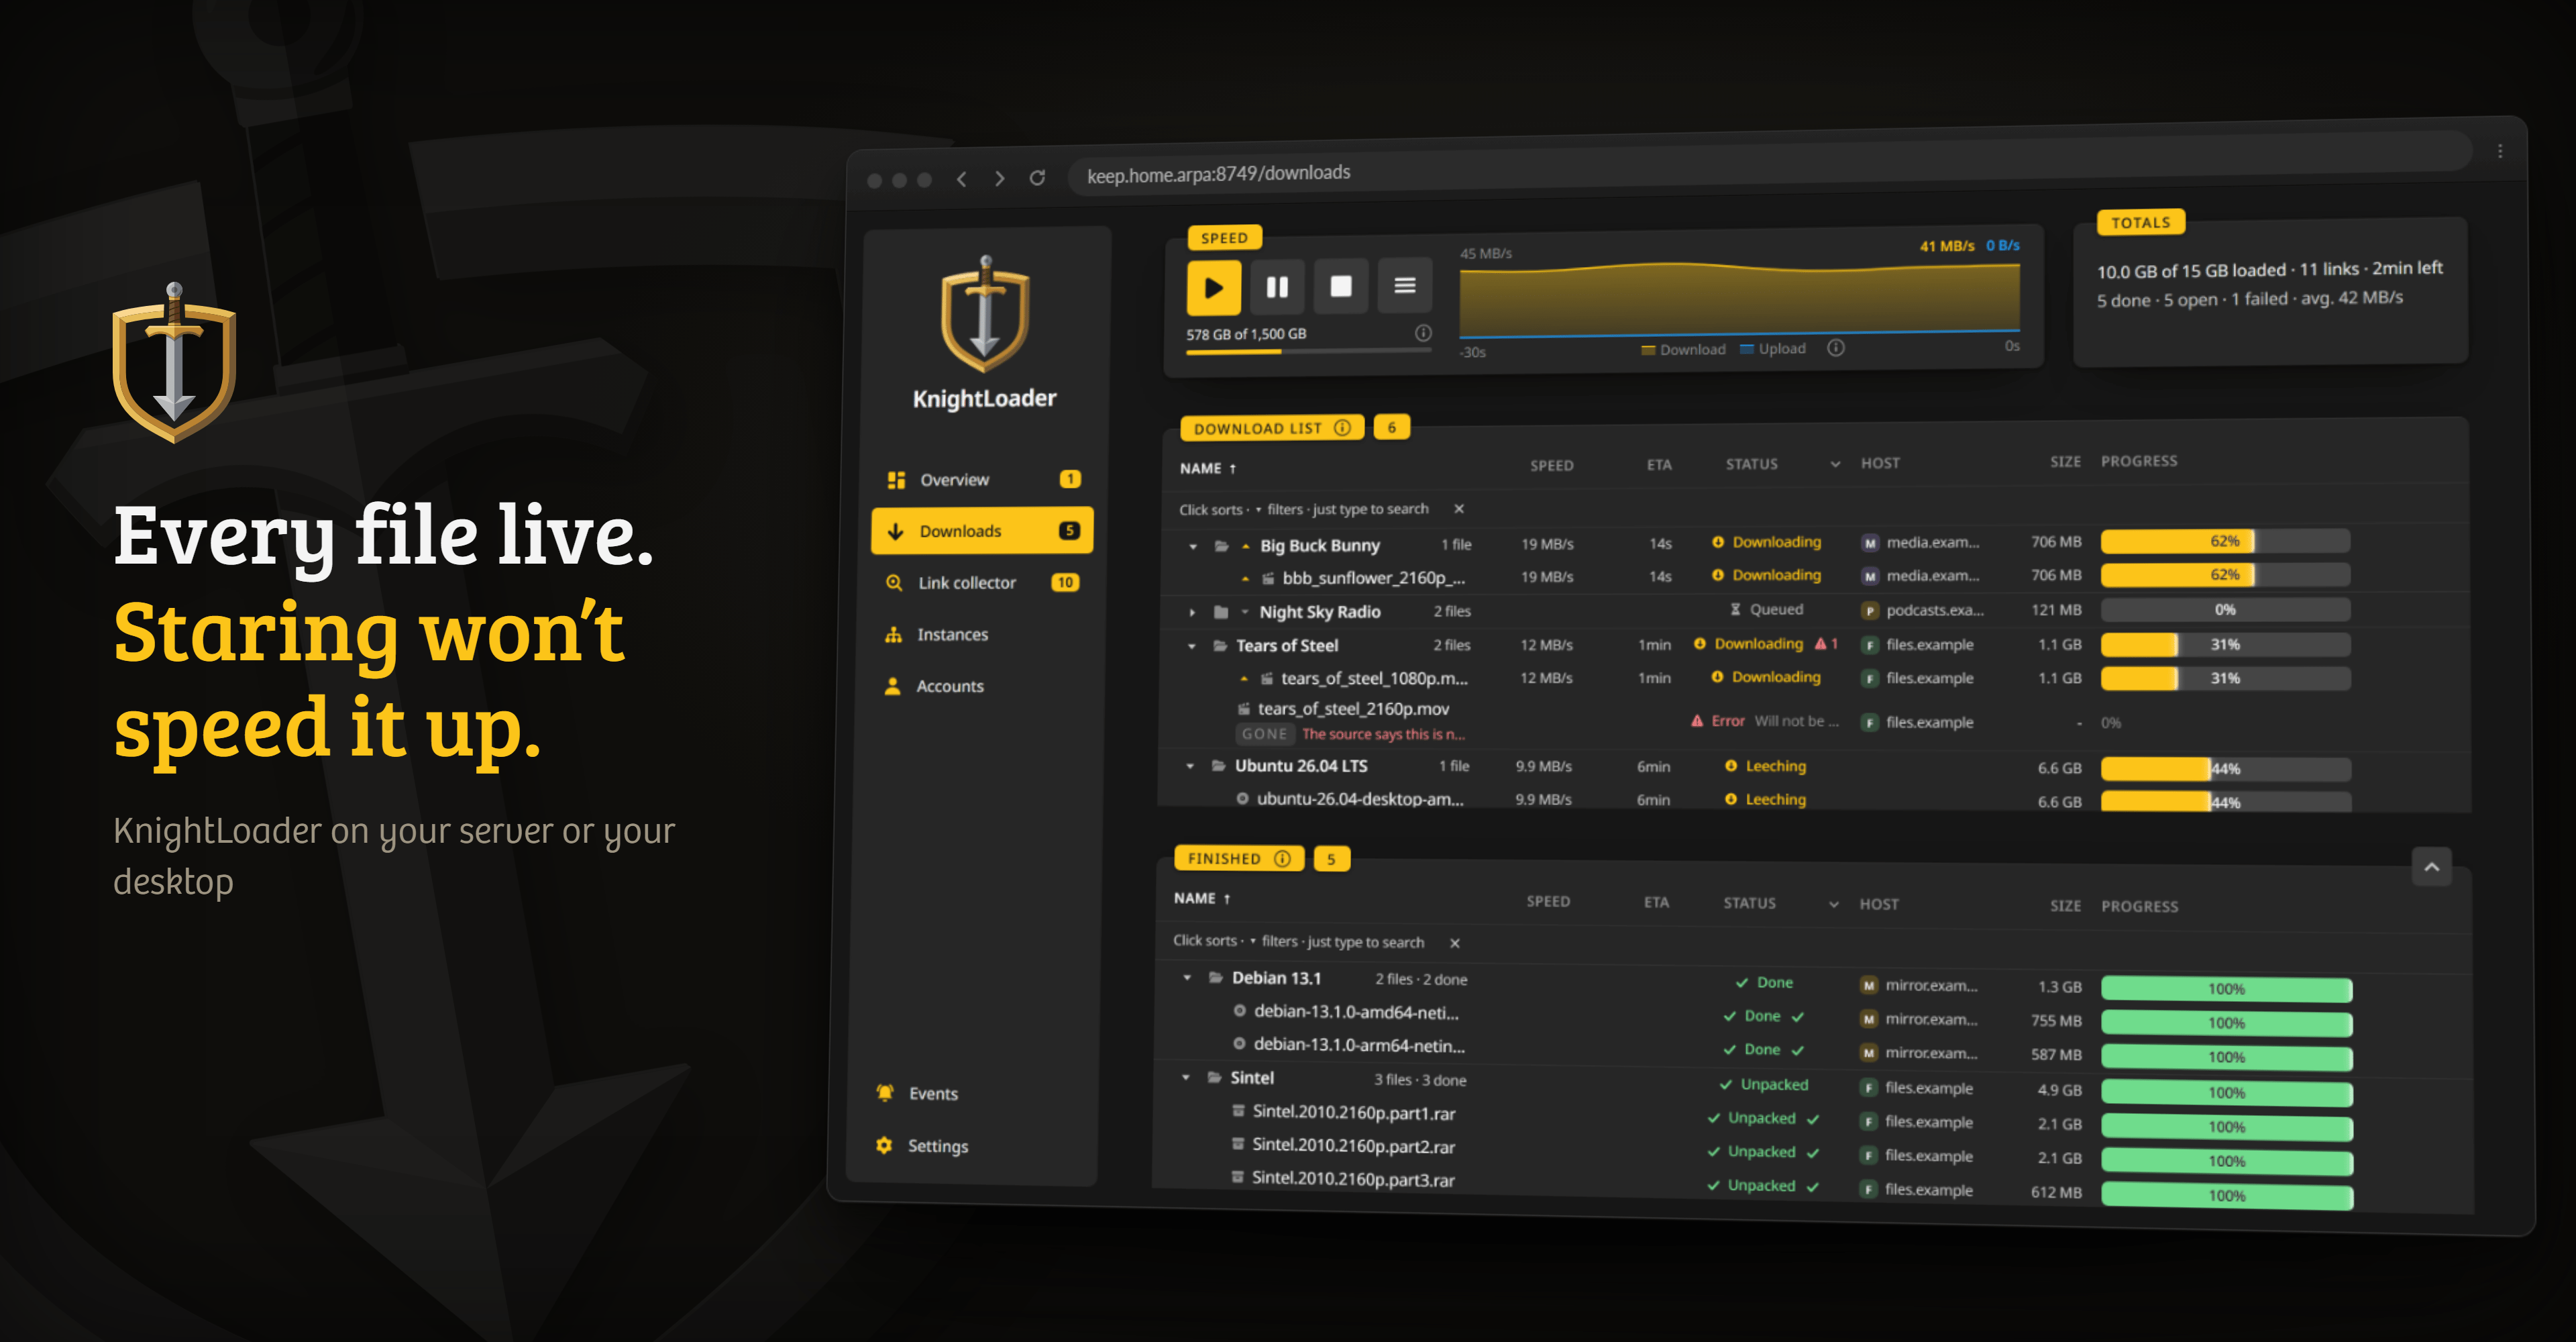 Every file live.
Staring won't
speed it up.
KnightLoader on your server or your
desktop
keep.home.arpa:8749/downloads
KnightLoader
Overview 1
Downloads 5
Link collector 10
Instances
Accounts
Events
Settings
SPEED
578 GB of 1,500 GB
45 MB/s 41 MB/s 0 B/s
-30s Download Upload 0s
TOTALS
10.0 GB of 15 GB loaded · 11 links · 2min left
5 done · 5 open · 1 failed · avg. 42 MB/s
DOWNLOAD LIST 6
NAME ↑ SPEED ETA STATUS HOST SIZE PROGRESS
Click sorts · ▾ filters · just type to search ✕
Big Buck Bunny 1 file 19 MB/s 14s Downloading M media.exam... 706 MB 62%
bbb_sunflower_2160p_... 19 MB/s 14s Downloading M media.exam... 706 MB 62%
Night Sky Radio 2 files Queued P podcasts.exa... 121 MB 0%
Tears of Steel 2 files 12 MB/s 1min Downloading 1 F files.example 1.1 GB 31%
tears_of_steel_1080p.m... 12 MB/s 1min Downloading F files.example 1.1 GB 31%
tears_of_steel_2160p.mov Error Will not be ... F files.example - 0%
GONE The source says this is n...
Ubuntu 26.04 LTS 1 file 9.9 MB/s 6min Leeching 6.6 GB 44%
ubuntu-26.04-desktop-am... 9.9 MB/s 6min Leeching 6.6 GB 44%
FINISHED 5
NAME ↑ SPEED ETA STATUS HOST SIZE PROGRESS
Click sorts · ▾ filters · just type to search ✕
Debian 13.1 2 files · 2 done Done M mirror.exam... 1.3 GB 100%
debian-13.1.0-amd64-neti... Done M mirror.exam... 755 MB 100%
debian-13.1.0-arm64-netin... Done M mirror.exam... 587 MB 100%
Sintel 3 files · 3 done Unpacked F files.example 4.9 GB 100%
Sintel.2010.2160p.part1.rar Unpacked F files.example 2.1 GB 100%
Sintel.2010.2160p.part2.rar Unpacked F files.example 2.1 GB 100%
Sintel.2010.2160p.part3.rar Unpacked F files.example 612 MB 100%